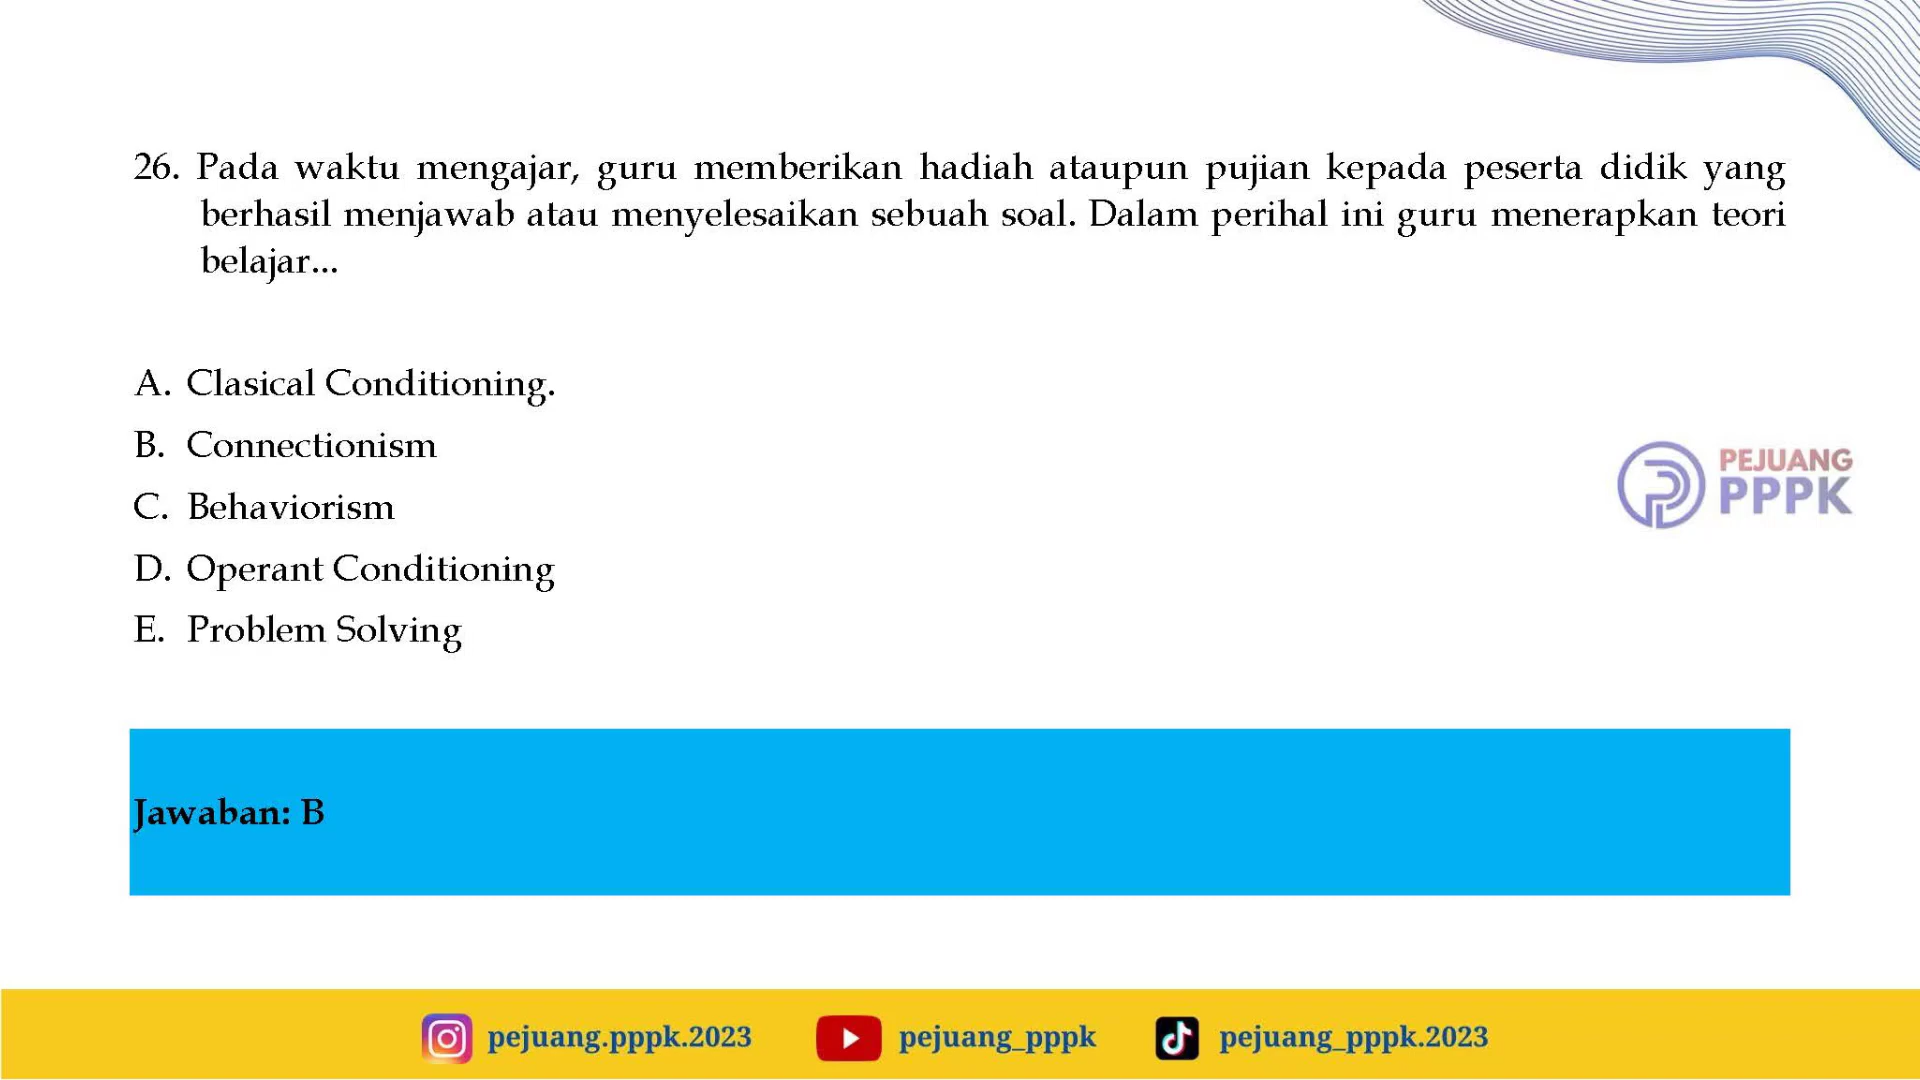 26. Pada waktu mengajar, guru memberikan hadiah ataupun pujian kepada peserta didik yang
berhasil menjawab atau menyelesaikan sebuah soal. Dalam perihal ini guru menerapkan teori
belajar...
A. Clasical Conditioning.
B. Connectionism
C. Behaviorism
D. Operant Conditioning
E. Problem Solving
PEJUANG
PPPK
Jawaban: B
pejuang.pppk.2023
pejuang_pppk
pejuang_pppk.2023